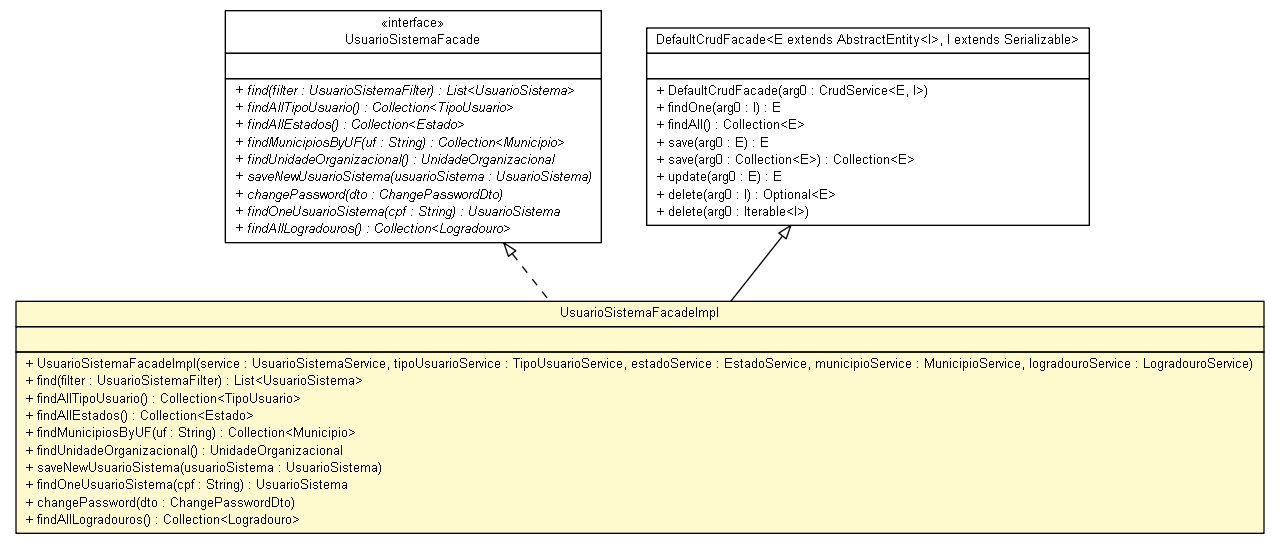 «interface»
UsuarioSistemaFacade
+ find(filter : UsuarioSistemaFilter) : List<UsuarioSistema>
+ findAllTipoUsuario() : Collection<TipoUsuario>
+ findAllEstados() : Collection<Estado>
+ findMunicipiosByUF(uf : String) : Collection<Municipio>
+ findUnidadeOrganizacional() : UnidadeOrganizacional
+ saveNewUsuarioSistema(usuarioSistema : UsuarioSistema)
+ changePassword(dto : ChangePasswordDto)
+ findOneUsuarioSistema(cpf : String) : UsuarioSistema
+ findAllLogradouros() : Collection<Logradouro>
DefaultCrudFacade<E extends AbstractEntity<I>, I extends Serializable>
+ DefaultCrudFacade(arg0 : CrudService<E, I>)
+ findOne(arg0 : I) : E
+ findAll() : Collection<E>
+ save(arg0 : E) : E
+ save(arg0 : Collection<E>) : Collection<E>
+ update(arg0 : E) : E
+ delete(arg0 : I) : Optional<E>
+ delete(arg0 : Iterable<I>)
UsuarioSistemaFacadeImpl
+ UsuarioSistemaFacadeImpl(service : UsuarioSistemaService, tipoUsuarioService : TipoUsuarioService, estadoService : EstadoService, municipioService : MunicipioService, logradouroService : LogradouroService)
+ find(filter : UsuarioSistemaFilter) : List<UsuarioSistema>
+ findAllTipoUsuario() : Collection<TipoUsuario>
+ findAllEstados() : Collection<Estado>
+ findMunicipiosByUF(uf : String) : Collection<Municipio>
+ findUnidadeOrganizacional() : UnidadeOrganizacional
+ saveNewUsuarioSistema(usuarioSistema : UsuarioSistema)
+ findOneUsuarioSistema(cpf : String) : UsuarioSistema
+ changePassword(dto : ChangePasswordDto)
+ findAllLogradouros() : Collection<Logradouro>